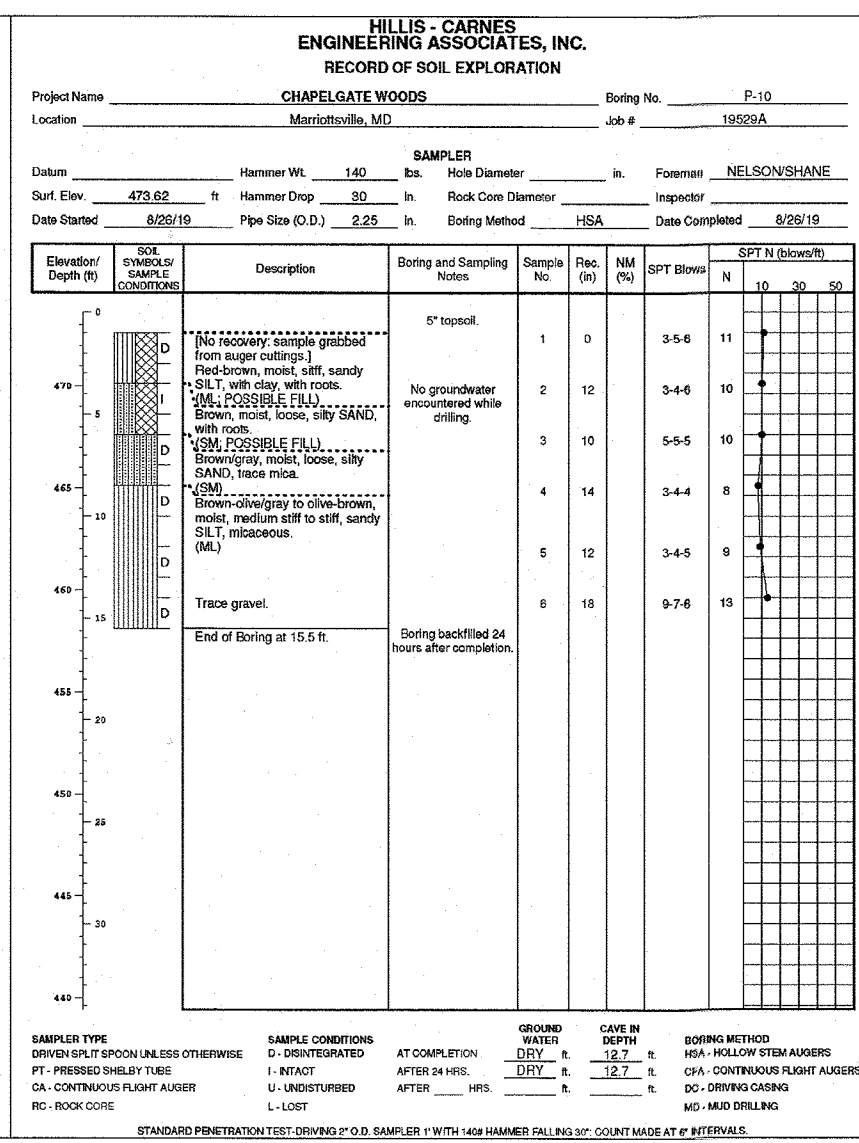 HILLIS - CARNES
ENGINEERING ASSOCIATES, INC.
RECORD OF SOIL EXPLORATION
Project Name CHAPELGATE WOODS Boring No. P-10
Location Marriottsville, MD Job # 19529A
SAMPLER
Datum Hammer Wt. 140 lbs. Hole Diameter in. Foreman NELSON/SHANE
Surf. Elev. 473.62 ft Hammer Drop 30 in. Rock Core Diameter Inspector
Date Started 8/26/19 Pipe Size (O.D.) 2.25 in. Boring Method HSA Date Completed 8/26/19
Elevation/ Depth (ft)
SOIL SYMBOLS/ SAMPLE CONDITIONS
Description
Boring and Sampling Notes
Sample No.
Rec. (in)
NM (%)
SPT Blows
SPT N (blows/ft)
N 10 30 50
0
5" topsoil.
[No recovery: sample grabbed
from auger cuttings.]
D 1 0 3-5-6 11
Red-brown, moist, sitff, sandy
SILT, with clay, with roots.
(ML; POSSIBLE FILL)
470
I 2 12 3-4-6 10
No groundwater
encountered while
drilling.
5
Brown, moist, loose, silty SAND,
with roots.
(SM; POSSIBLE FILL)
D 3 10 5-5-5 10
Brown/gray, moist, loose, silty
SAND, trace mica.
(SM)
465
D 4 14 3-4-4 8
10
Brown-olive/gray to olive-brown,
moist, medium stiff to stiff, sandy
SILT, micaceous.
(ML)
D 5 12 3-4-5 9
460
Trace gravel.
D 6 18 9-7-6 13
15
End of Boring at 15.5 ft.
Boring backfilled 24
hours after completion.
455
20
450
25
445
30
440
SAMPLER TYPE
DRIVEN SPLIT SPOON UNLESS OTHERWISE
PT - PRESSED SHELBY TUBE
CA - CONTINUOUS FLIGHT AUGER
RC - ROCK CORE
SAMPLE CONDITIONS
D - DISINTEGRATED
I - INTACT
U - UNDISTURBED
L - LOST
GROUND WATER CAVE IN DEPTH
AT COMPLETION DRY ft. 12.7 ft.
AFTER 24 HRS. DRY ft. 12.7 ft.
AFTER HRS. ft. ft.
BORING METHOD
HSA - HOLLOW STEM AUGERS
CFA - CONTINUOUS FLIGHT AUGERS
DC - DRIVING CASING
MD - MUD DRILLING
STANDARD PENETRATION TEST-DRIVING 2" O.D. SAMPLER 1' WITH 140# HAMMER FALLING 30"; COUNT MADE AT 6" INTERVALS.